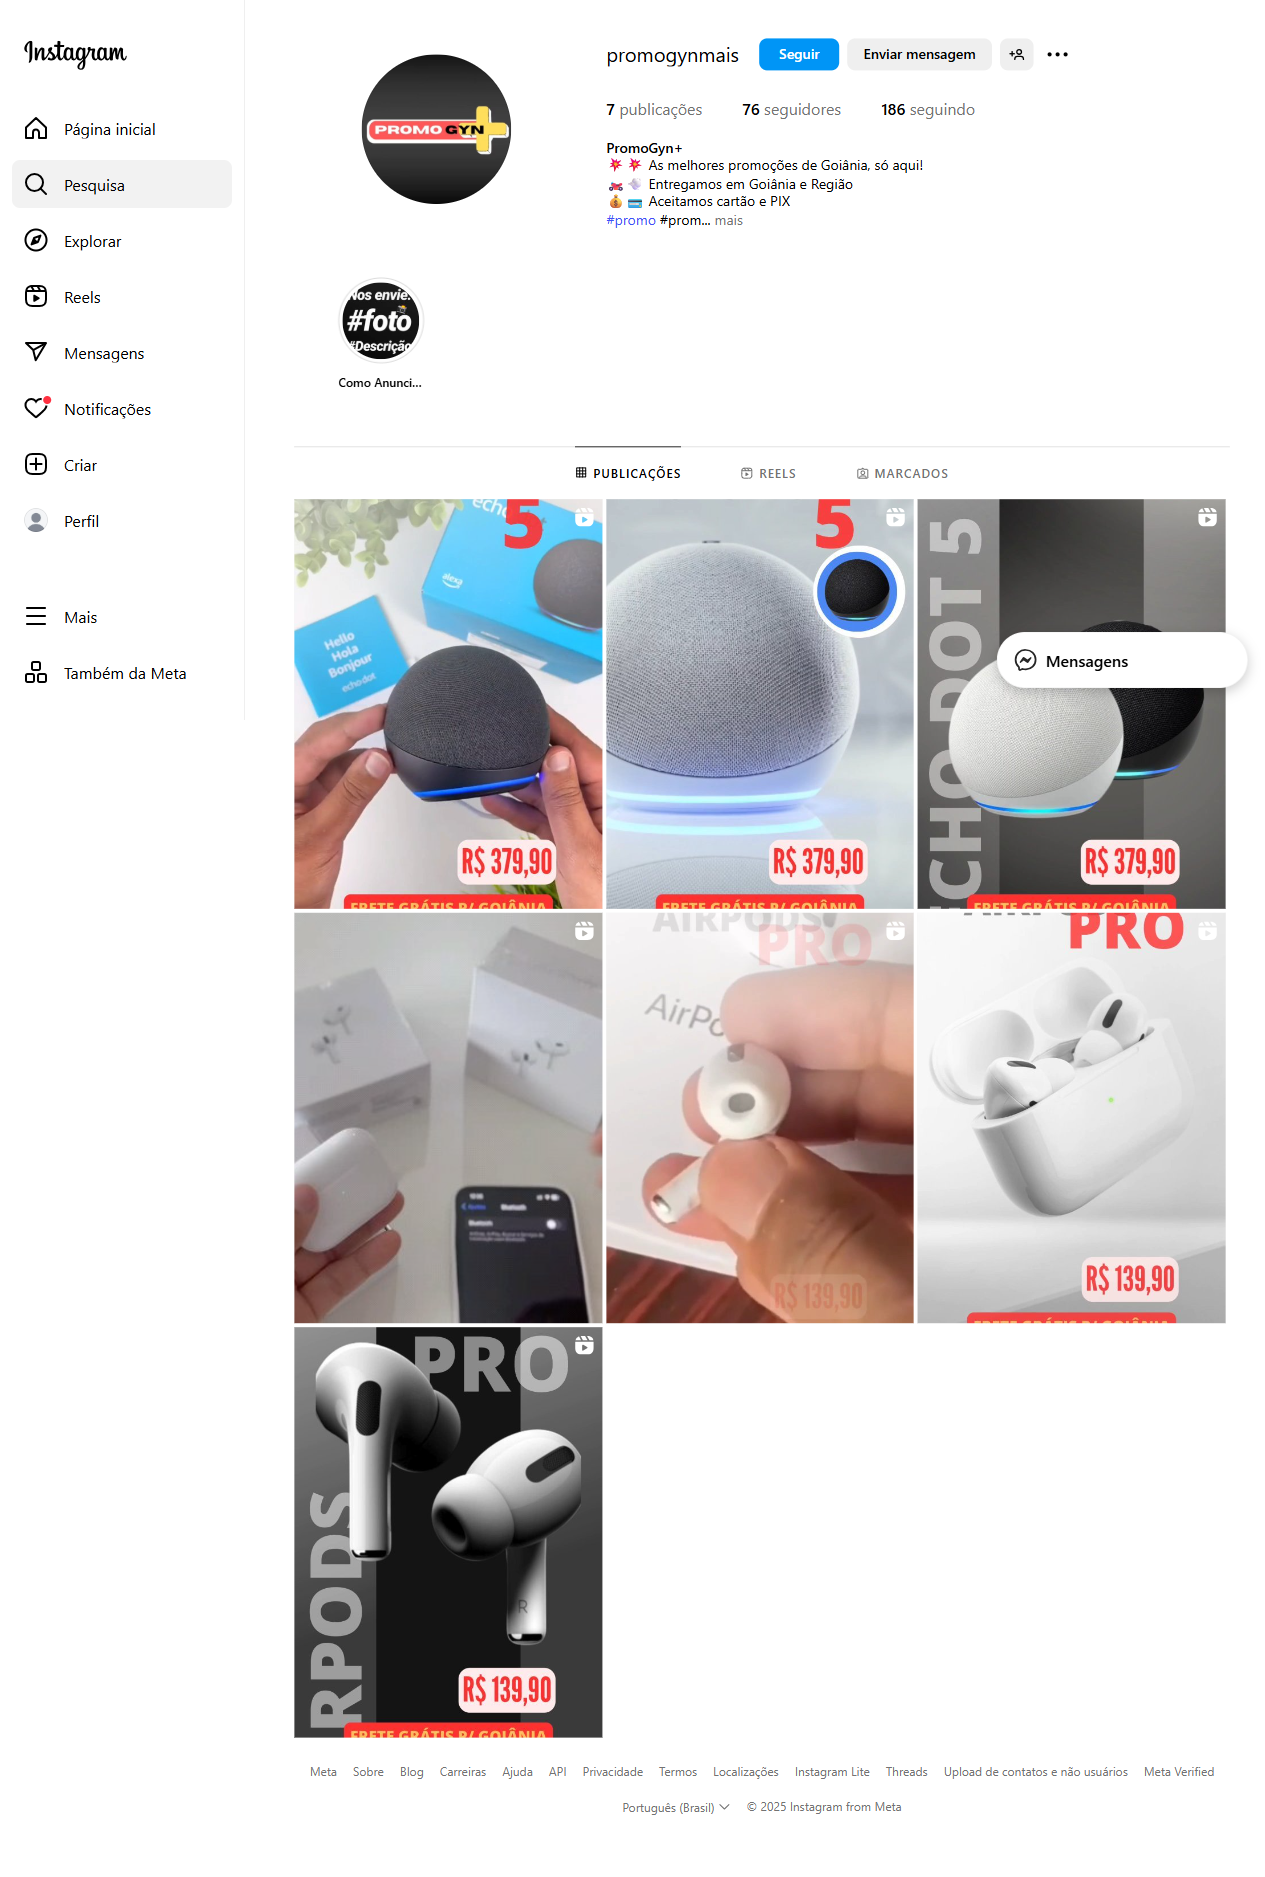 Instagram
Página inicial
Pesquisa
Explorar
Reels
Mensagens
Notificações
Criar
Perfil
Mais
Também da Meta
PROMO GYN
promogynmais
Seguir
Enviar mensagem
7 publicações
76 seguidores
186 seguindo
PromoGyn+
💥 💥 As melhores promoções de Goiânia, só aqui!
🏍️ 💨 Entregamos em Goiânia e Região
💰 💳 Aceitamos cartão e PIX
#promo #prom... mais
Nos envie:
#foto
#Descrição
Como Anunci...
PUBLICAÇÕES
REELS
MARCADOS
echo
5
alexa
Hello
Hola
Bonjour
echo dot
R$ 379,90
FRETE GRÁTIS P/ GOIÂNIA
5
R$ 379,90
FRETE GRÁTIS P/ GOIÂNIA
ECHO DOT 5
R$ 379,90
FRETE GRÁTIS P/ GOIÂNIA
Mensagens
Bluetooth
Bluetooth
AIRPODS
PRO
AirPo
R$ 139,90
PRO
R$ 139,90
FRETE GRÁTIS P/ GOIÂNIA
PRO
RPODS
R
R$ 139,90
FRETE GRÁTIS P/ GOIÂNIA
Meta
Sobre
Blog
Carreiras
Ajuda
API
Privacidade
Termos
Localizações
Instagram Lite
Threads
Upload de contatos e não usuários
Meta Verified
Português (Brasil)
© 2025 Instagram from Meta